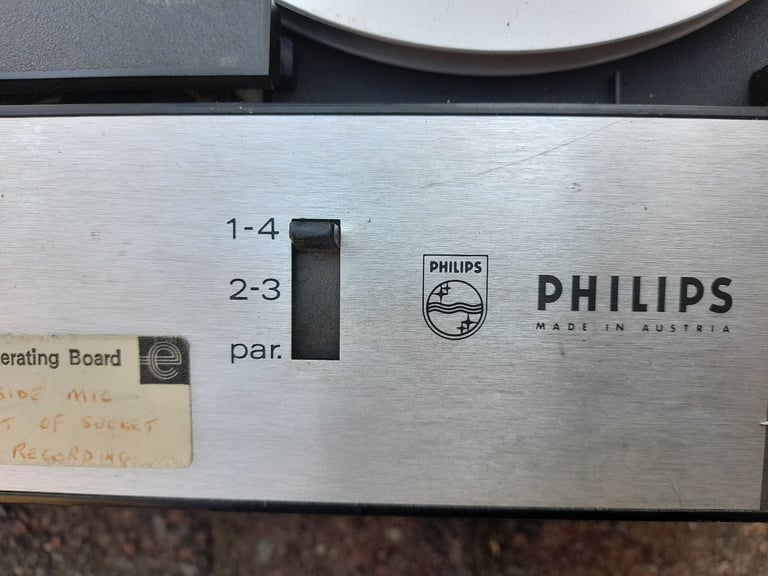 1-4
2-3
par.
PHILIPS
PHILIPS
MADE IN AUSTRIA
erating Board
SIDE MIC
T OF SOCKET
RECORDING